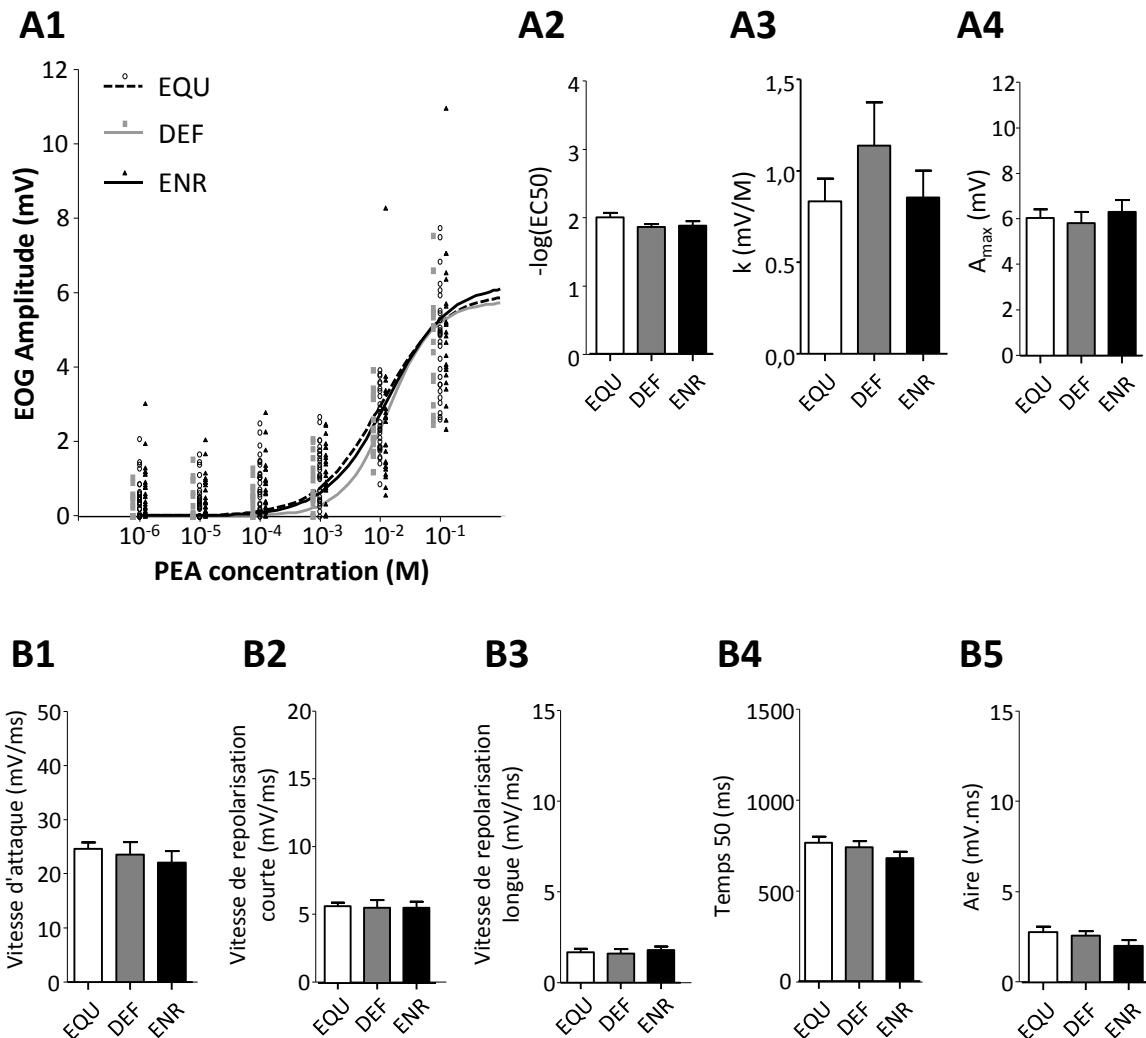 A1
A2
A3
A4
EQU
DEF
ENR
EOG Amplitude (mV)
12
10
8
6
4
2
0
10-6
10-5
10-4
10-3
10-2
10-1
PEA concentration (M)
-log(EC50)
4
3
2
1
0
EQU
DEF
ENR
k (mV/M)
1,5
1,0
0,5
0,0
EQU
DEF
ENR
Amax (mV)
12
10
8
6
4
2
0
EQU
DEF
ENR
B1
B2
B3
B4
B5
Vitesse d'attaque (mV/ms)
50
40
30
20
10
0
EQU
DEF
ENR
Vitesse de repolarisation
courte (mV/ms)
20
15
10
5
0
EQU
DEF
ENR
Vitesse de repolarisation
longue (mV/ms)
15
10
5
0
EQU
DEF
ENR
Temps 50 (ms)
1500
1000
500
0
EQU
DEF
ENR
Aire (mV.ms)
15
10
5
0
EQU
DEF
ENR